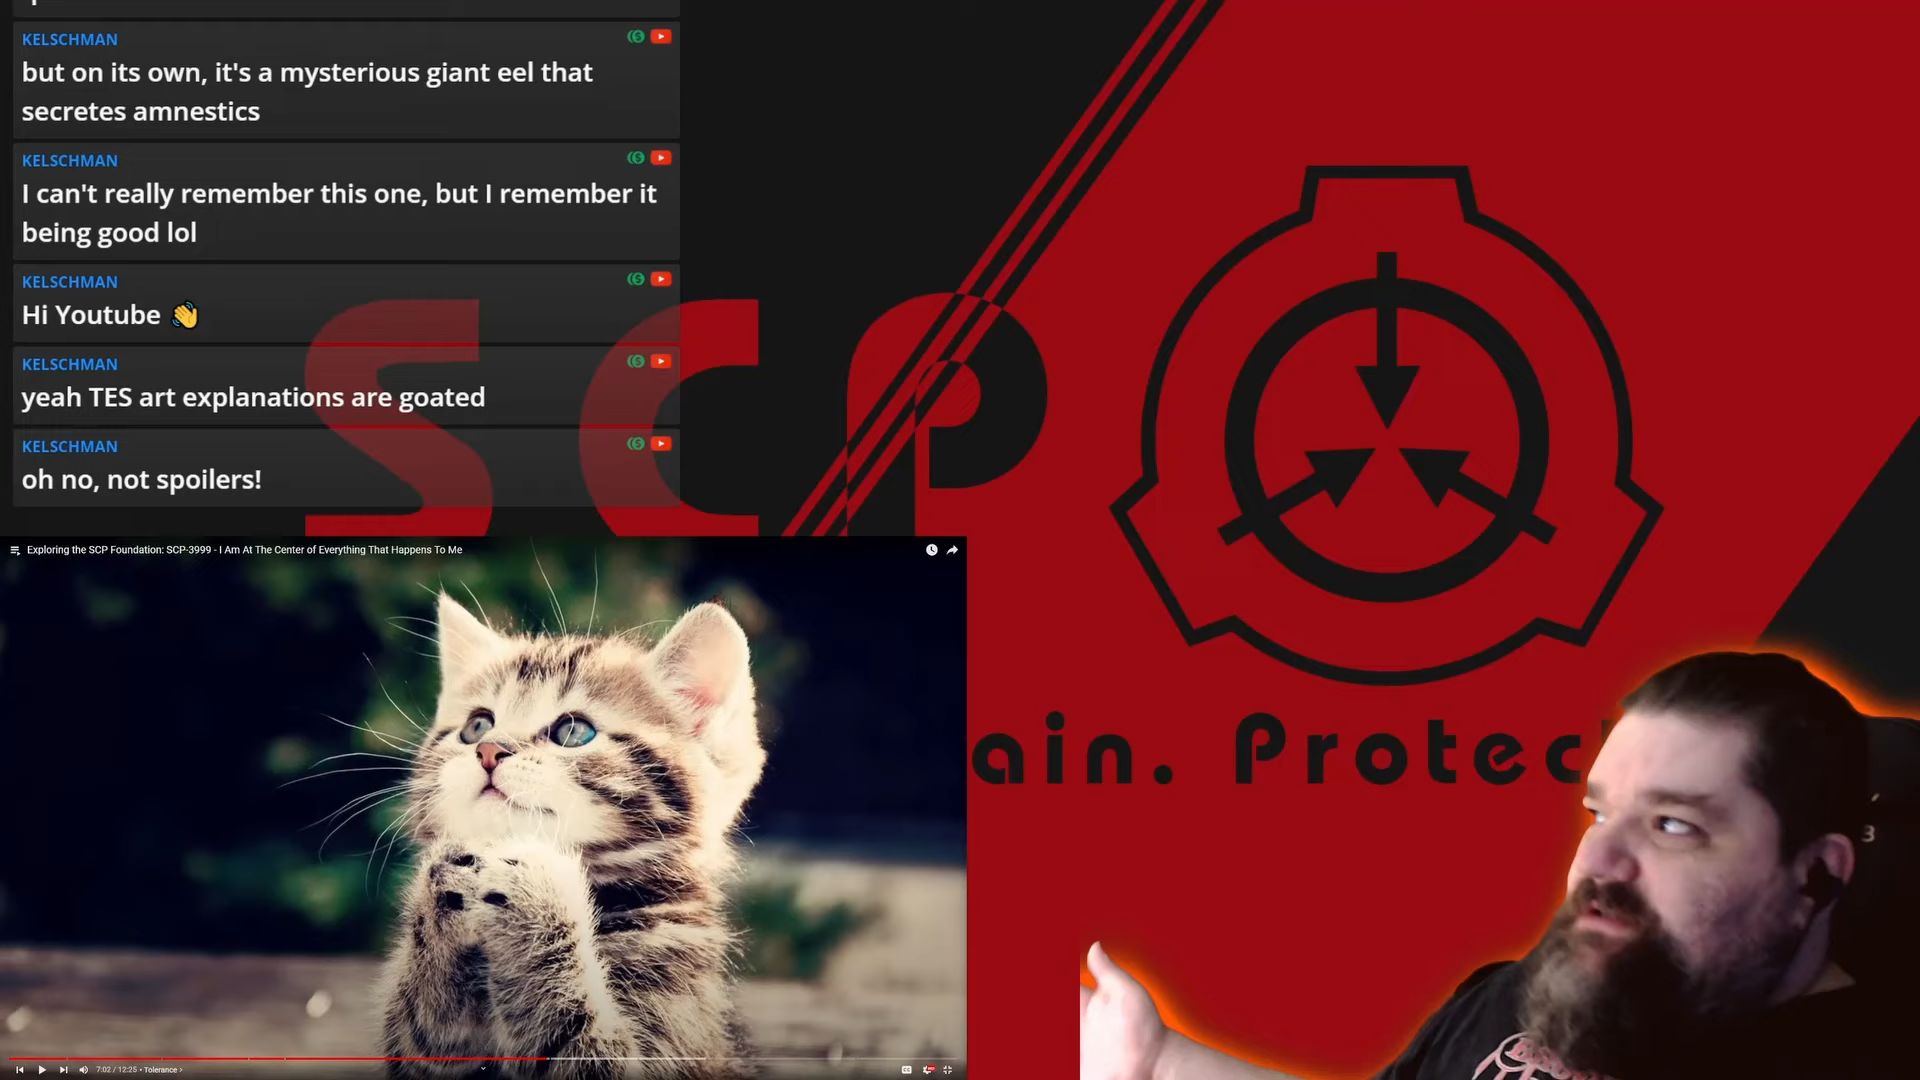 KELSCHMAN
but on its own, it's a mysterious giant eel that
secretes amnestics
KELSCHMAN
I can't really remember this one, but I remember it
being good lol
KELSCHMAN
Hi Youtube 👋
KELSCHMAN
yeah TES art explanations are goated
KELSCHMAN
oh no, not spoilers!
SCP
ain. Protec
Exploring the SCP Foundation: SCP-3999 - I Am At The Center of Everything That Happens To Me
7:02 / 12:25 • Tolerance ›
3